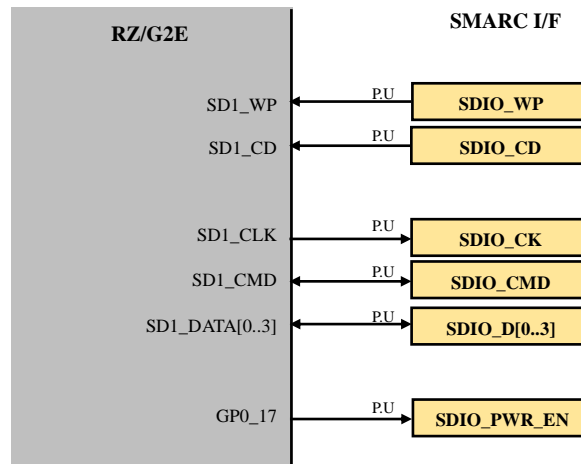 RZ/G2E
SMARC I/F
SD1_WP P.U SDIO_WP
SD1_CD P.U SDIO_CD
SD1_CLK P.U SDIO_CK
SD1_CMD P.U SDIO_CMD
SD1_DATA[0..3] P.U SDIO_D[0..3]
GP0_17 P.U SDIO_PWR_EN